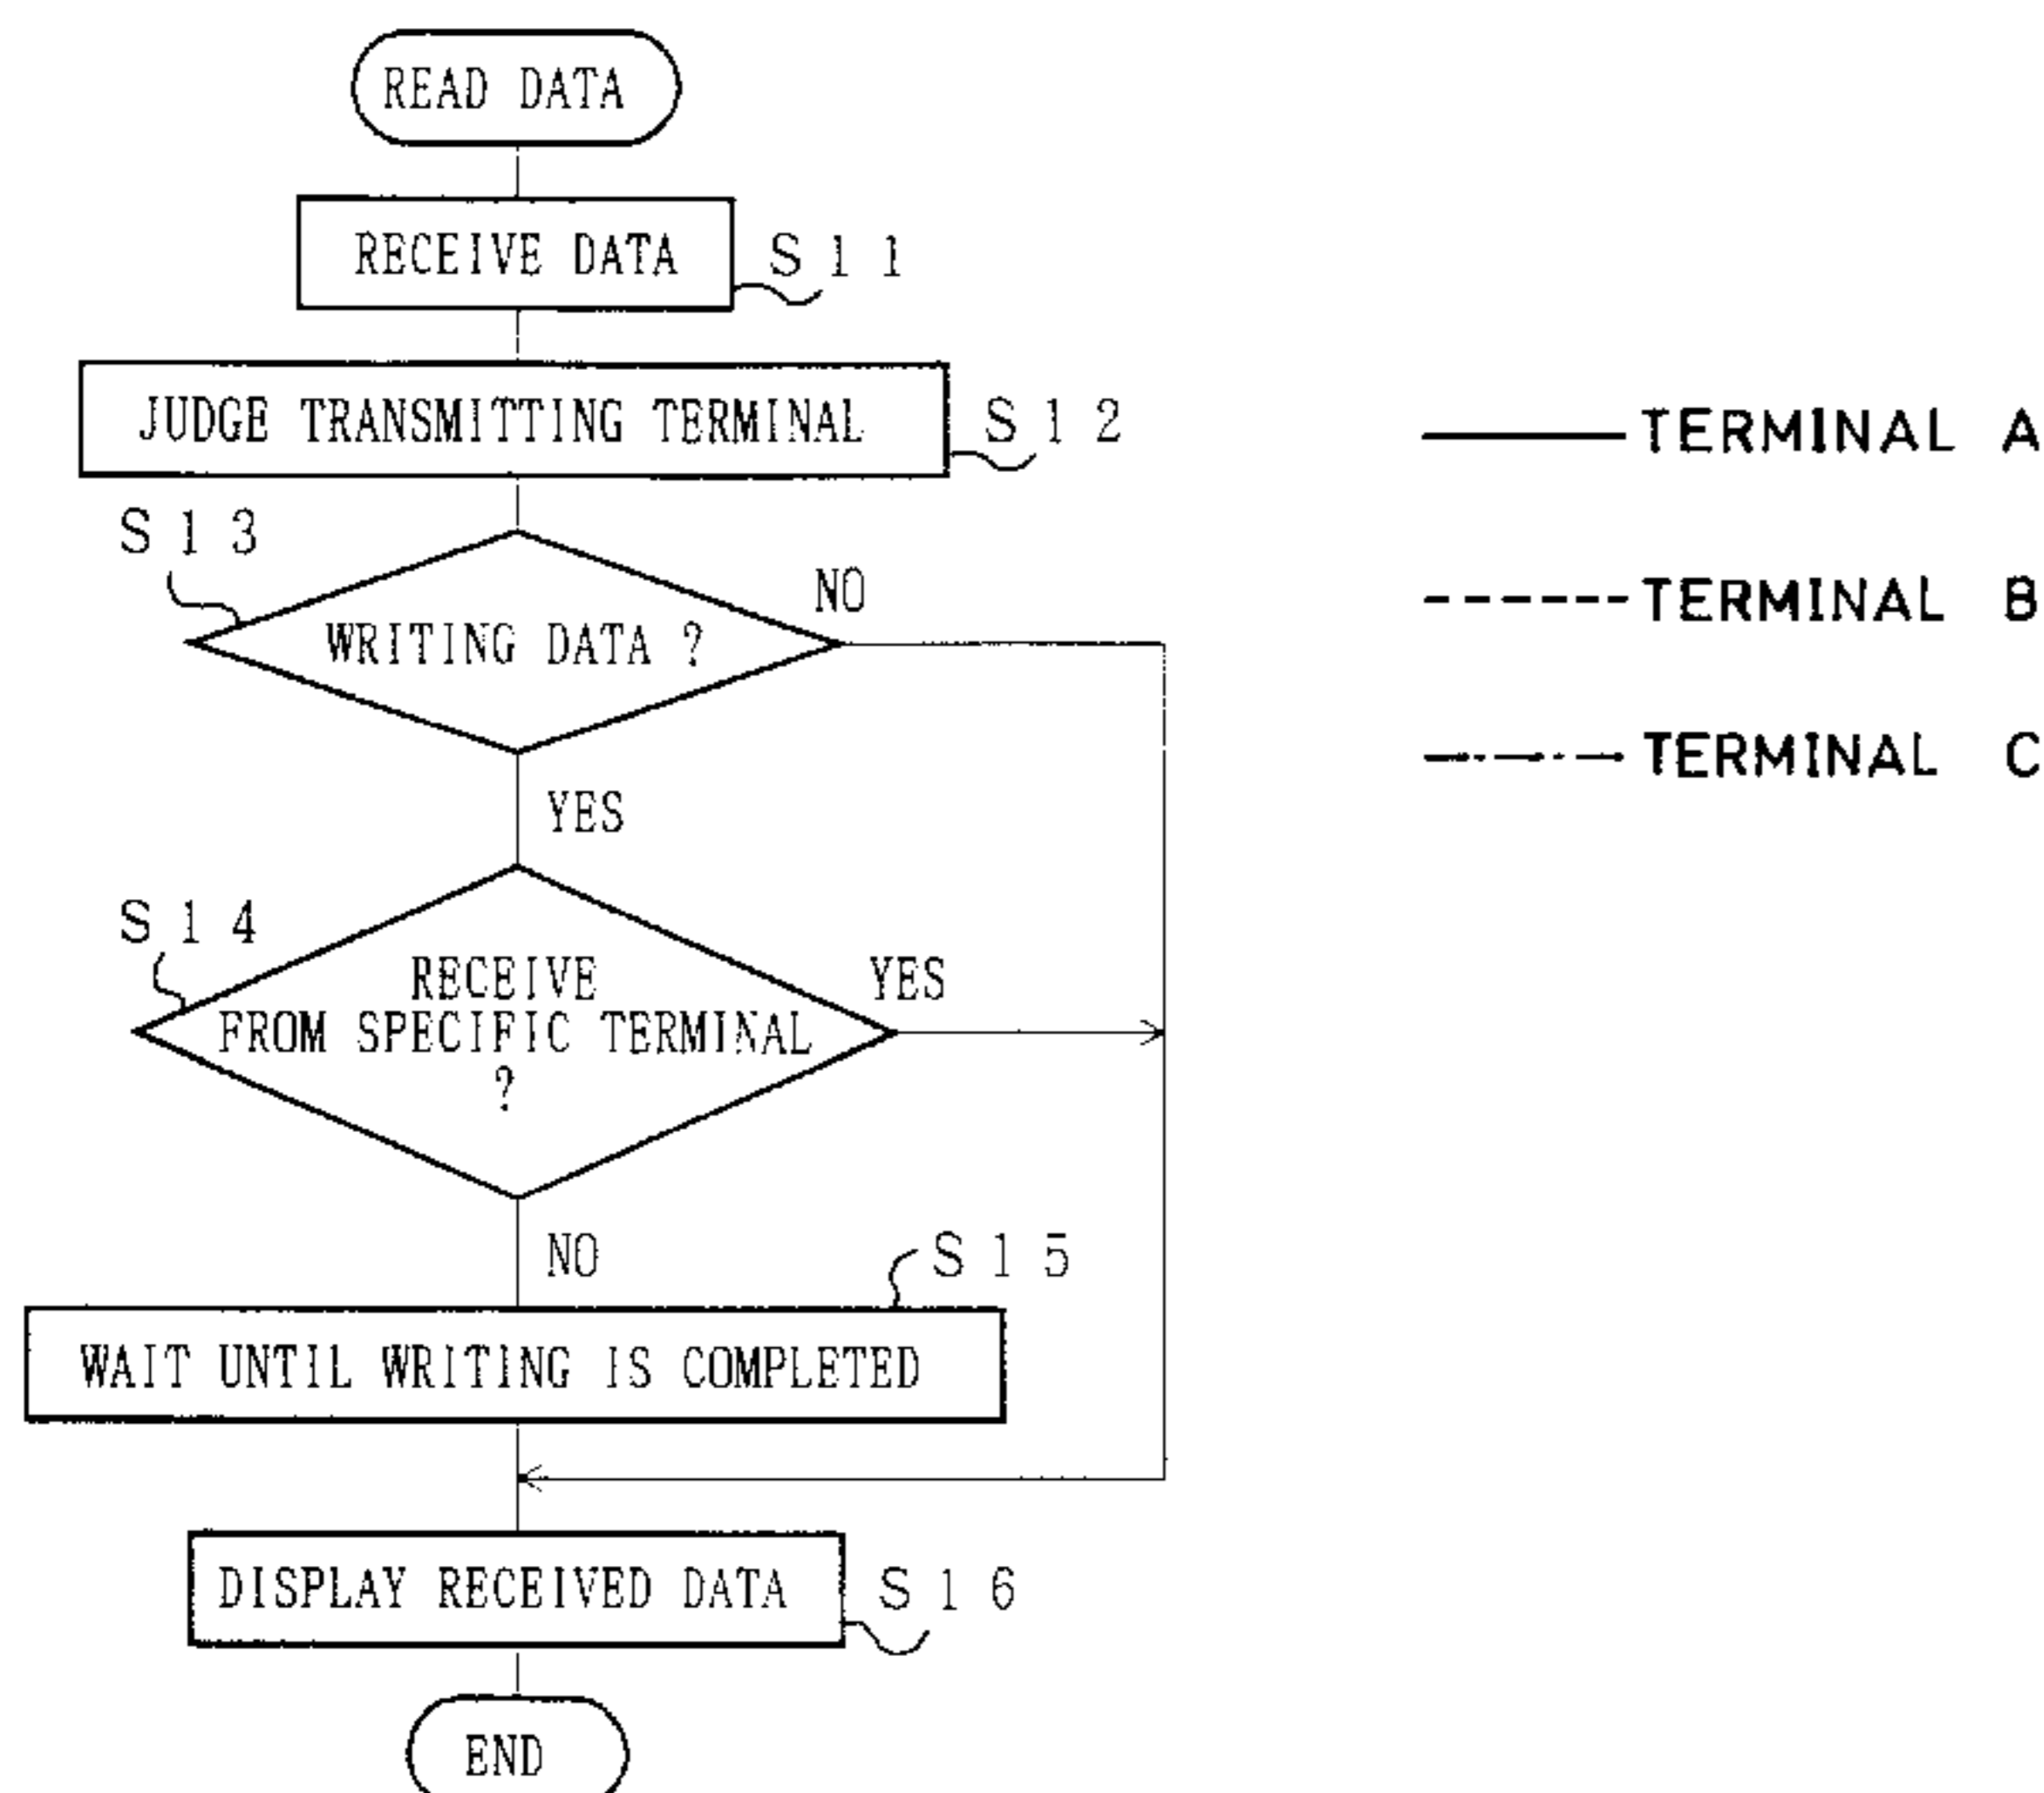 READ DATA
RECEIVE DATA
S11
JUDGE TRANSMITTING TERMINAL
S12
S13
WRITING DATA ?
NO
YES
S14
RECEIVE
FROM SPECIFIC TERMINAL
?
YES
NO
S15
WAIT UNTIL WRITING IS COMPLETED
DISPLAY RECEIVED DATA
S16
END
TERMINAL A
TERMINAL B
TERMINAL C